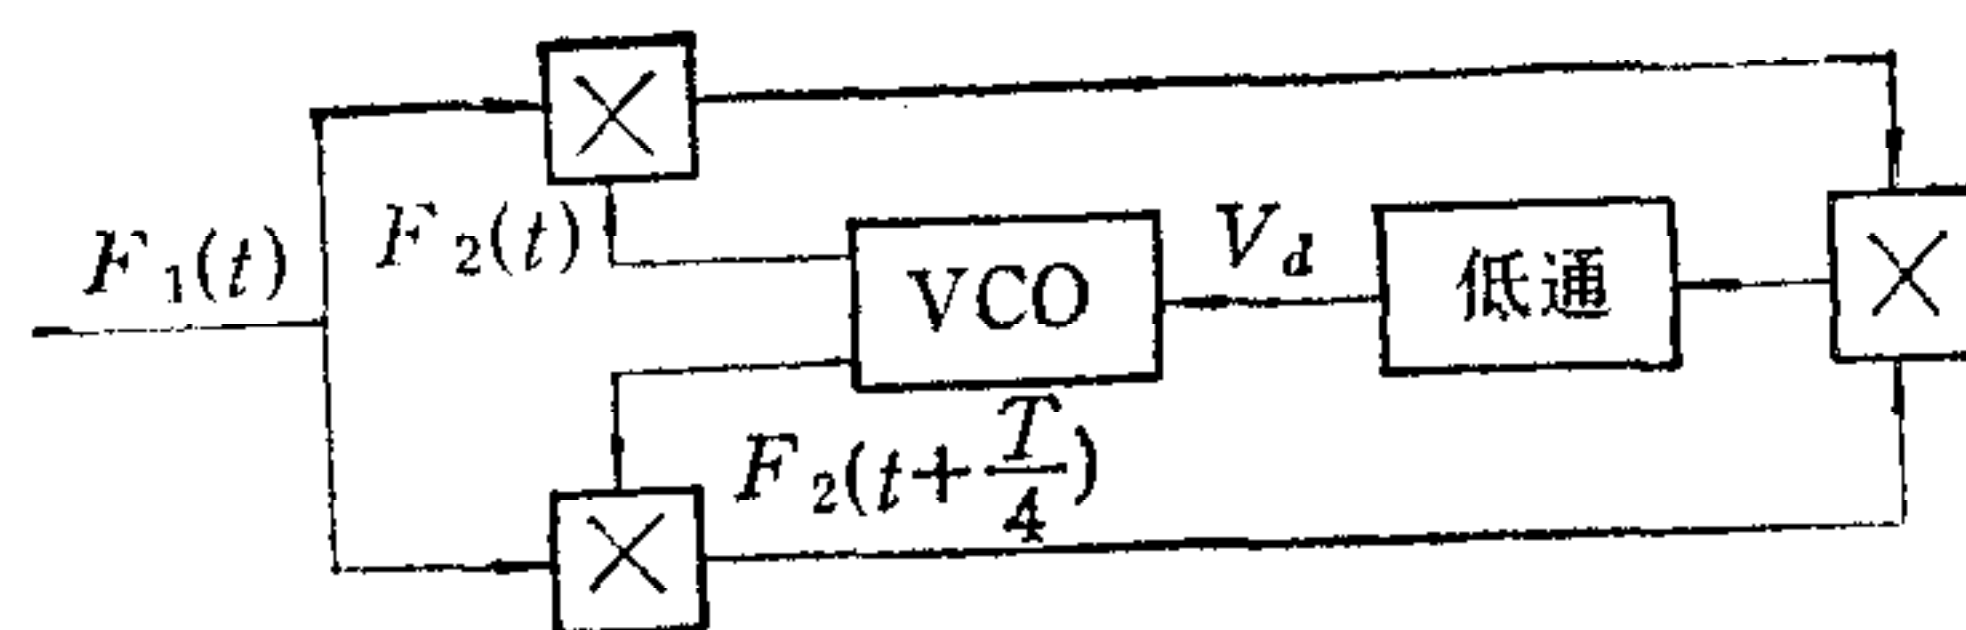 F₁(t)
F₂(t)
VCO
V_d
低通
F₂(t+T/4)